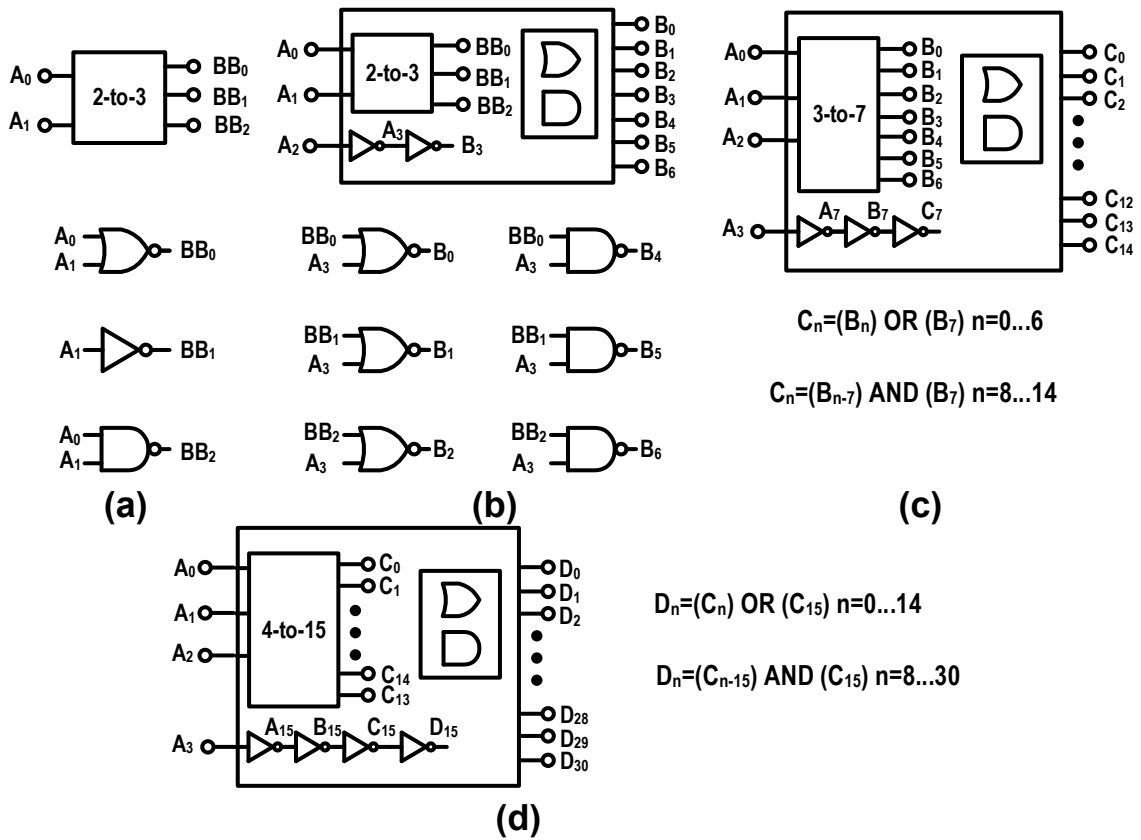 A0
A1
2-to-3
BB0
BB1
BB2
A0
A1
BB0
A1
BB1
A0
A1
BB2
(a)
A0
A1
A2
2-to-3
BB0
BB1
BB2
A3
B3
B0
B1
B2
B3
B4
B5
B6
BB0
A3
B0
BB0
A3
B4
BB1
A3
B1
BB1
A3
B5
BB2
A3
B2
BB2
A3
B6
(b)
A0
A1
A2
A3
3-to-7
B0
B1
B2
B3
B4
B5
B6
A7
B7
C7
C0
C1
C2
C12
C13
C14
Cn=(Bn) OR (B7) n=0...6
Cn=(Bn-7) AND (B7) n=8...14
(c)
A0
A1
A2
A3
4-to-15
C0
C1
C14
C13
A15
B15
C15
D15
D0
D1
D2
D28
D29
D30
Dn=(Cn) OR (C15) n=0...14
Dn=(Cn-15) AND (C15) n=8...30
(d)